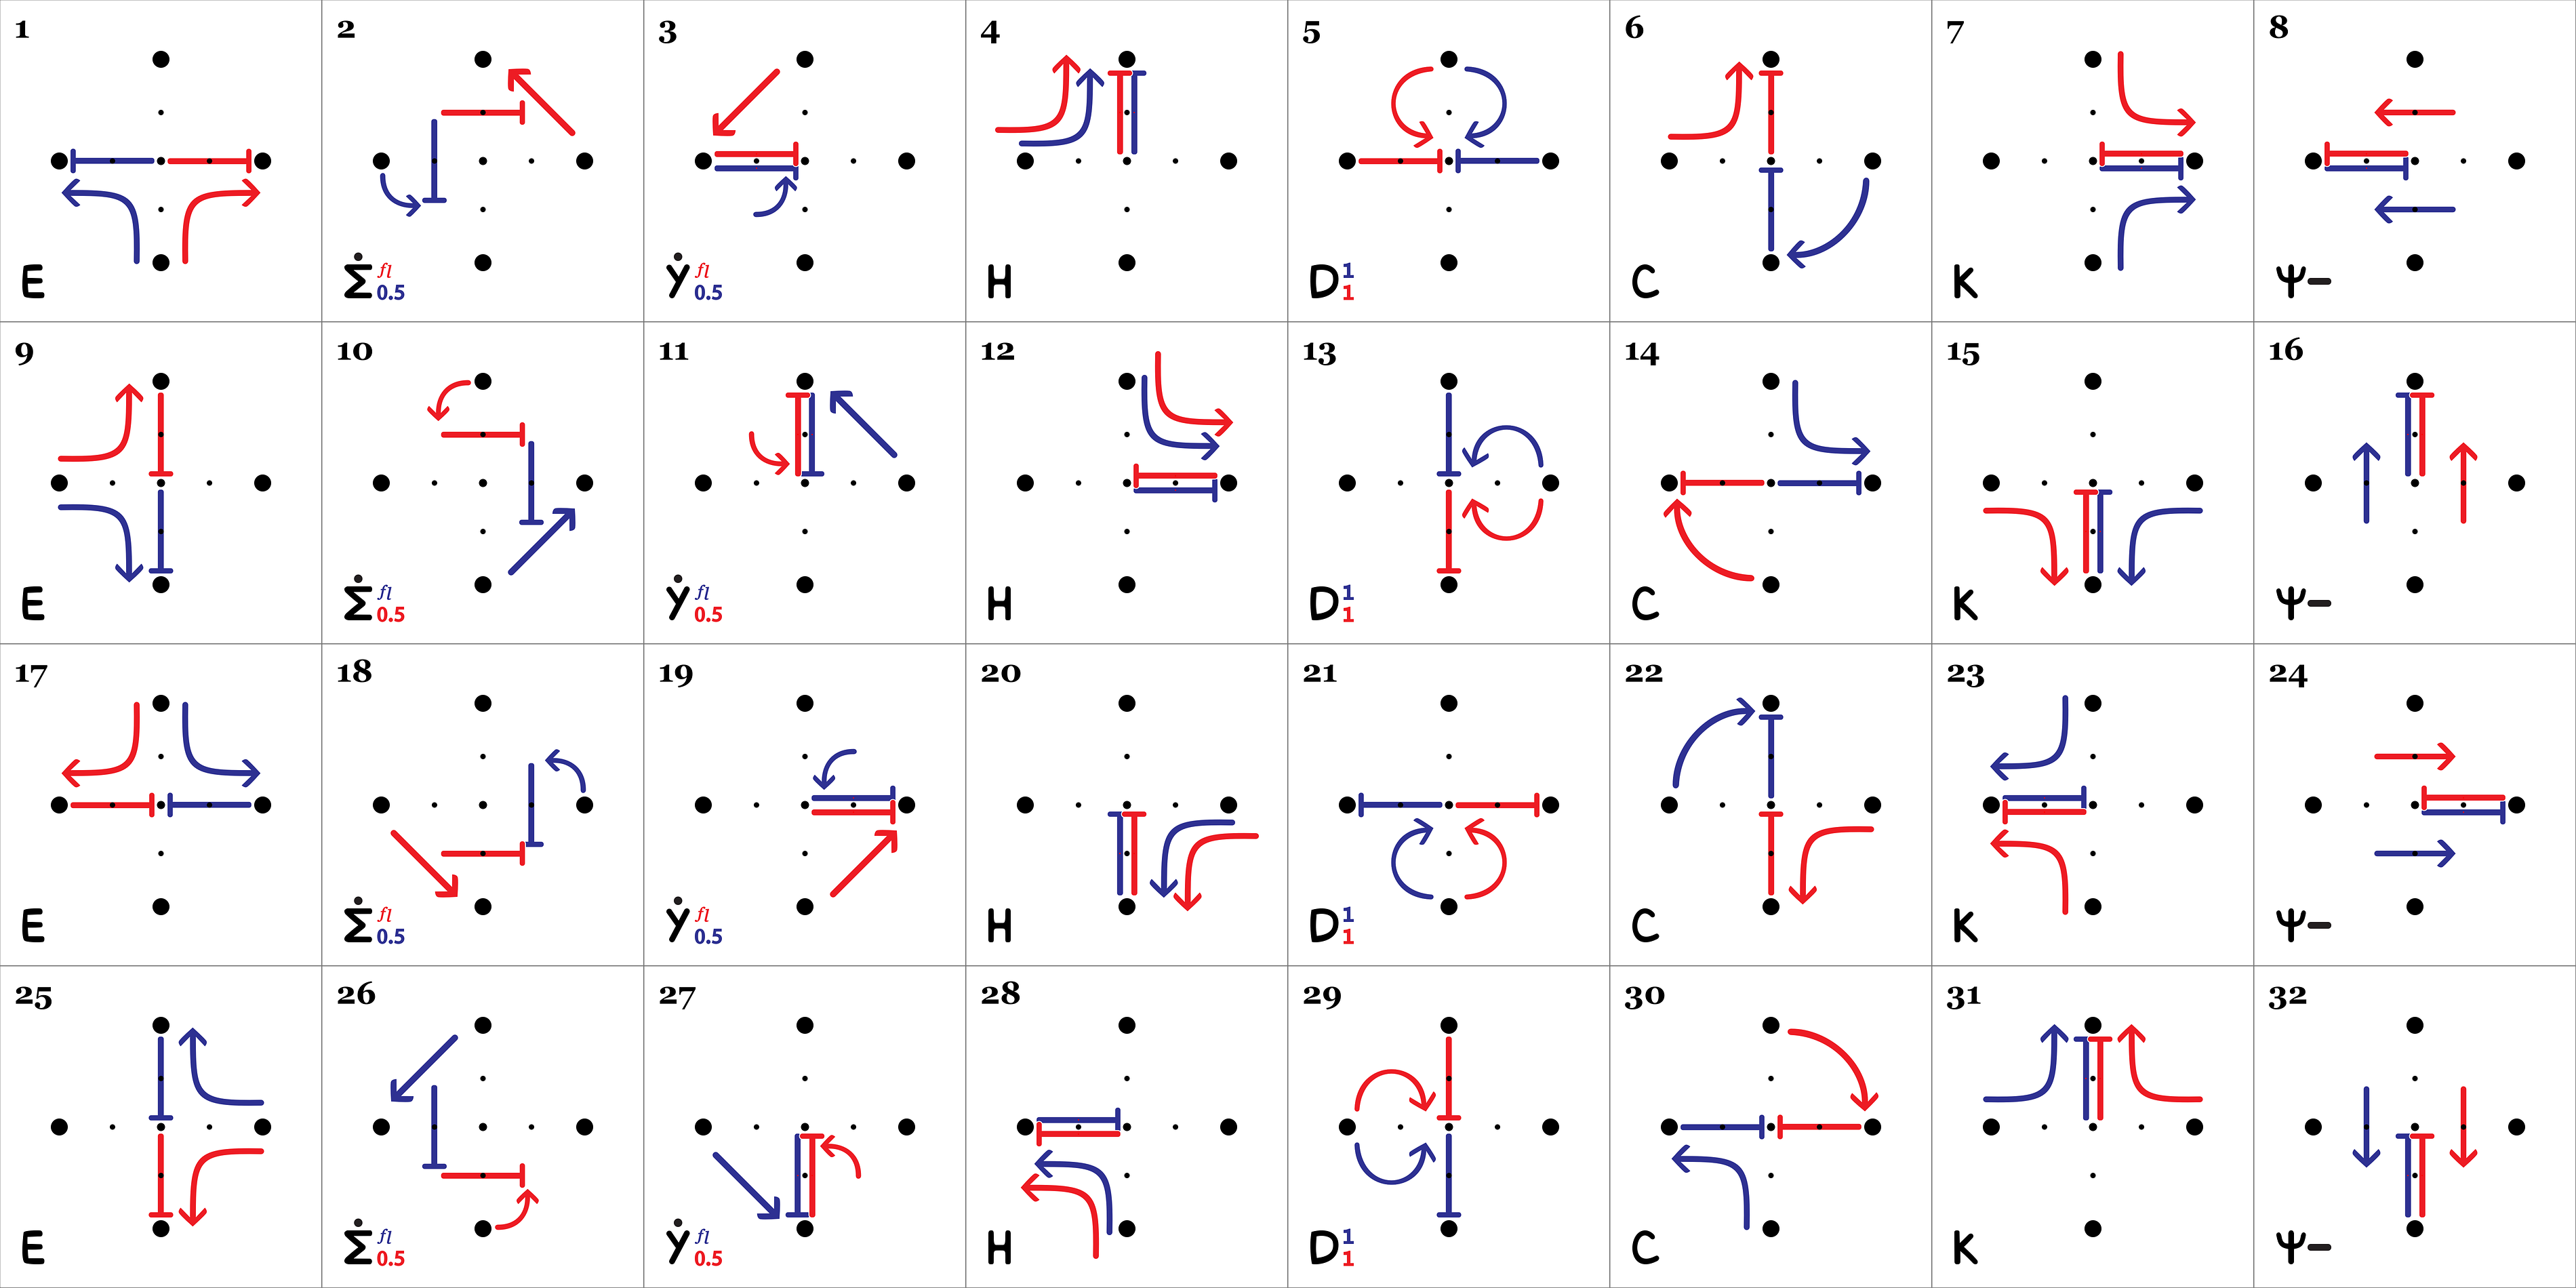 1
E
2
Σ̇ fl
0.5
3
Ẏ fl
0.5
4
H
5
D 1
1
6
C
7
K
8
Ψ–
9
E
10
Σ̇ fl
0.5
11
Ẏ fl
0.5
12
H
13
D 1
1
14
C
15
K
16
Ψ–
17
E
18
Σ̇ fl
0.5
19
Ẏ fl
0.5
20
H
21
D 1
1
22
C
23
K
24
Ψ–
25
E
26
Σ̇ fl
0.5
27
Ẏ fl
0.5
28
H
29
D 1
1
30
C
31
K
32
Ψ–